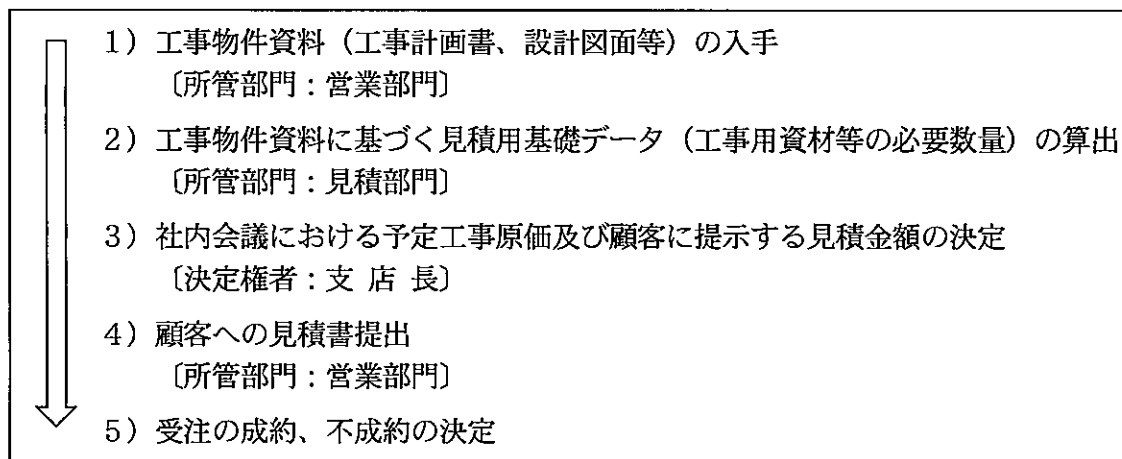 1）工事物件資料（工事計画書、設計図面等）の入手
〔所管部門：営業部門〕
2）工事物件資料に基づく見積用基礎データ（工事用資材等の必要数量）の算出
〔所管部門：見積部門〕
3）社内会議における予定工事原価及び顧客に提示する見積金額の決定
〔決定権者：支 店 長〕
4）顧客への見積書提出
〔所管部門：営業部門〕
5）受注の成約、不成約の決定